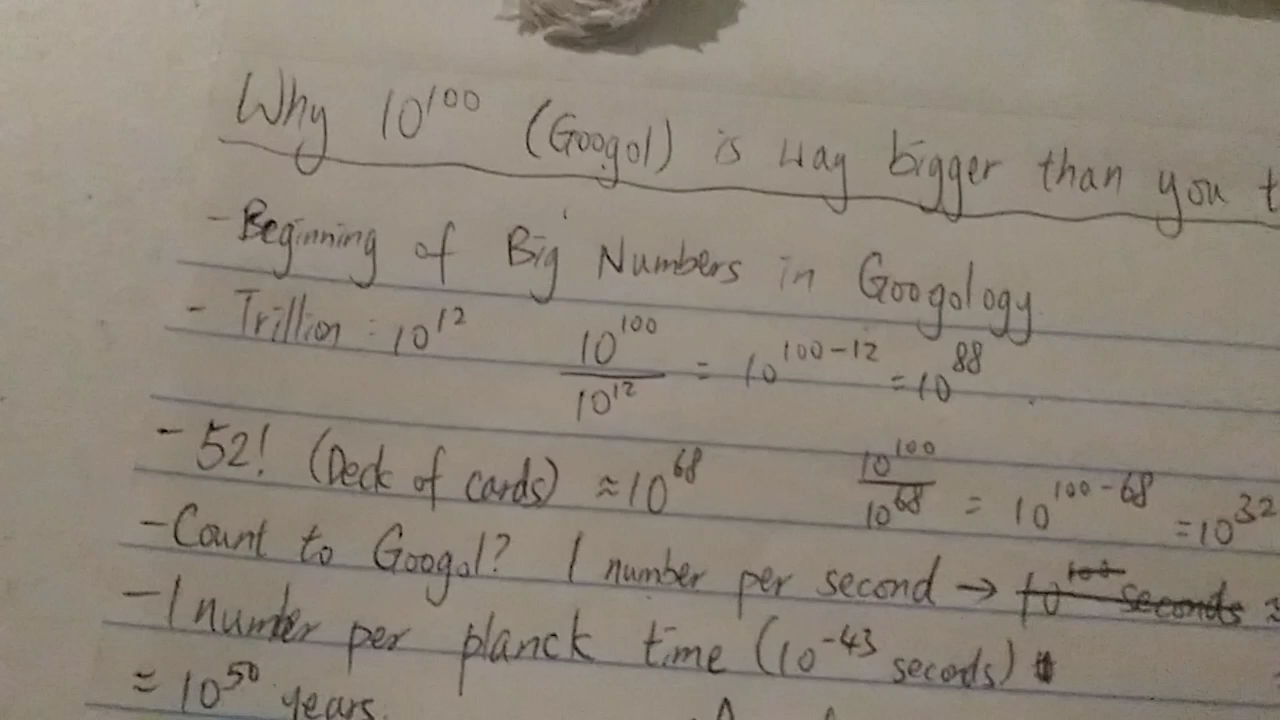 Why 10^100 (Googol) is way bigger than you
- Beginning of Big Numbers in Googology
- Trillion : 10^12 10^100 / 10^12 = 10^100-12 = 10^88
- 52! (Deck of cards) ≈ 10^68 10^100 / 10^68 = 10^100-68 = 10^32
- Count to Googol? 1 number per second → 10^100 seconds ≈
- 1 number per planck time (10^-43 seconds)
≈ 10^50 years.